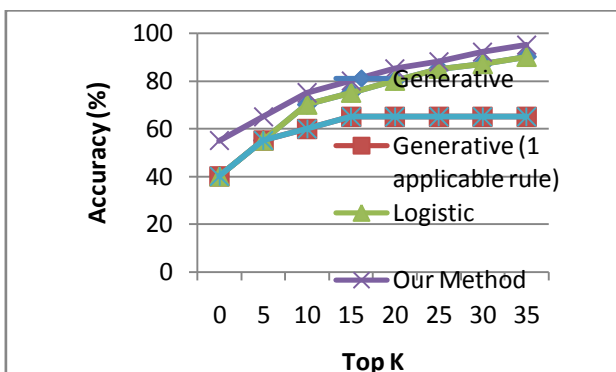 100
80
60
40
20
0
Accuracy (%)
0 5 10 15 20 25 30 35
Top K
Generative
Generative (1
applicable rule)
Logistic
Our Method